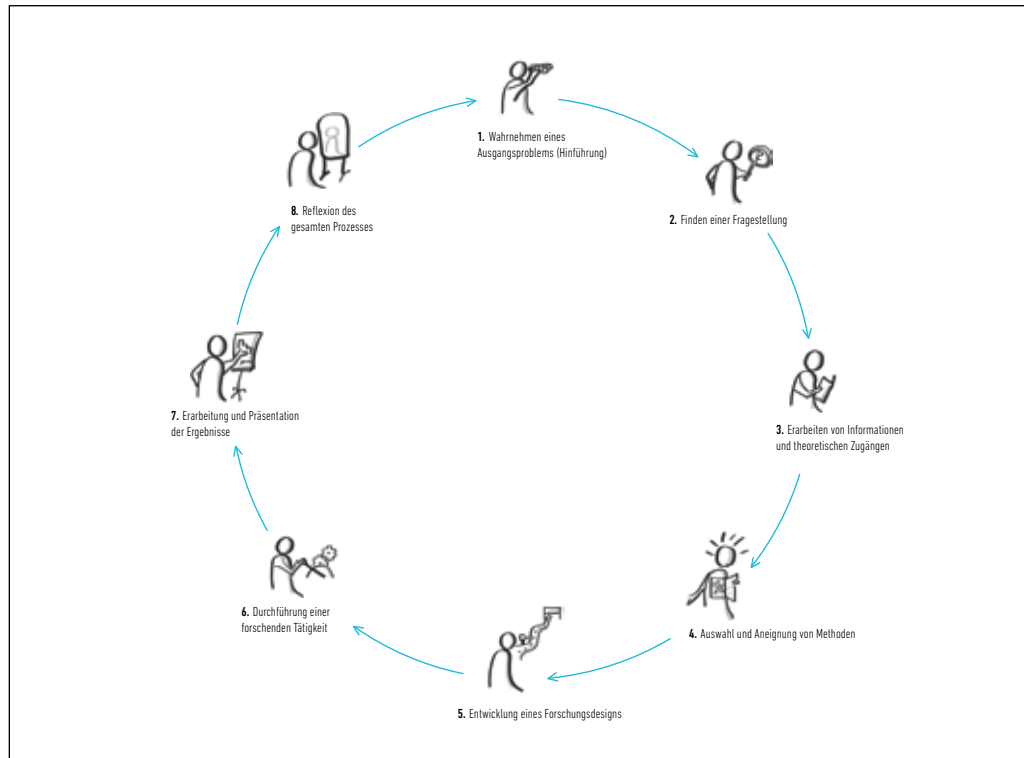 1. Wahrnehmen eines
Ausgangsproblems (Hinführung)
2. Finden einer Fragestellung
3. Erarbeiten von Informationen
und theoretischen Zugängen
4. Auswahl und Aneignung von Methoden
5. Entwicklung eines Forschungsdesigns
6. Durchführung einer
forschenden Tätigkeit
7. Erarbeitung und Präsentation
der Ergebnisse
8. Reflexion des
gesamten Prozesses